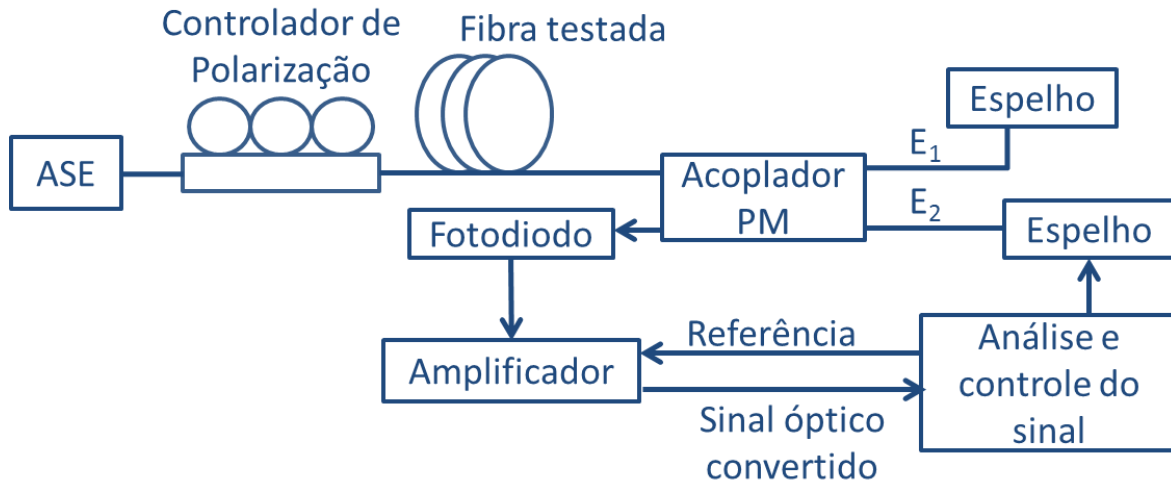 Controlador de
Polarização
Fibra testada
Espelho
ASE
E₁
Acoplador
PM
E₂
Fotodiodo
Espelho
Referência
Amplificador
Análise e
controle do
sinal
Sinal óptico
convertido